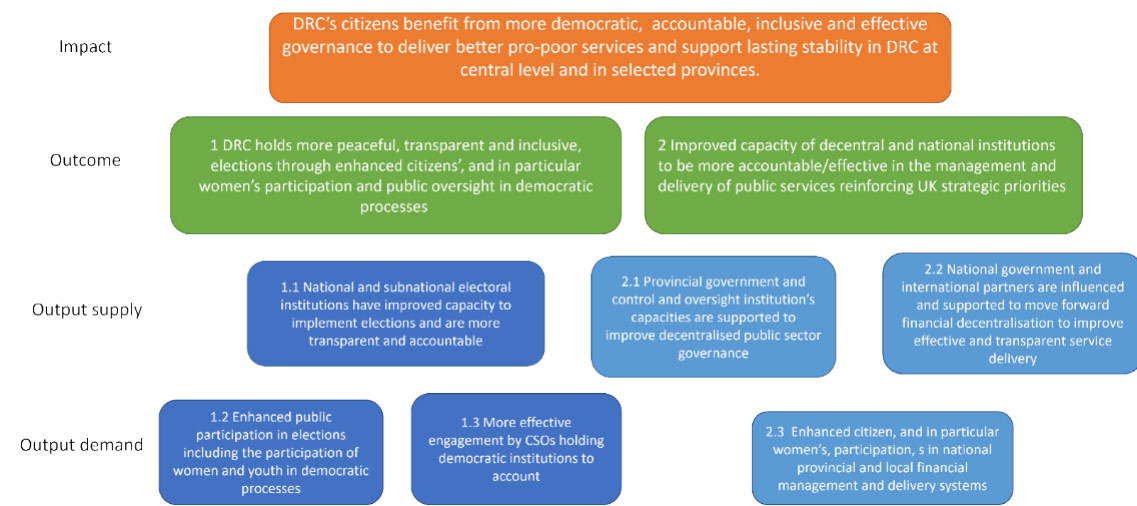 Impact
DRC's citizens benefit from more democratic, accountable, inclusive and effective
governance to deliver better pro-poor services and support lasting stability in DRC at
central level and in selected provinces.
Outcome
1 DRC holds more peaceful, transparent and inclusive,
elections through enhanced citizens', and in particular
women's participation and public oversight in democratic
processes
2 Improved capacity of decentral and national institutions
to be more accountable/effective in the management and
delivery of public services reinforcing UK strategic priorities
Output supply
1.1 National and subnational electoral
institutions have improved capacity to
implement elections and are more
transparent and accountable
2.1 Provincial government and
control and oversight institution's
capacities are supported to
improve decentralised public sector
governance
2.2 National government and
international partners are influenced
and supported to move forward
financial decentralisation to improve
effective and transparent service
delivery
Output demand
1.2 Enhanced public
participation in elections
including the participation of
women and youth in democratic
processes
1.3 More effective
engagement by CSOs holding
democratic institutions to
account
2.3 Enhanced citizen, and in particular
women's, participation, s in national
provincial and local financial
management and delivery systems